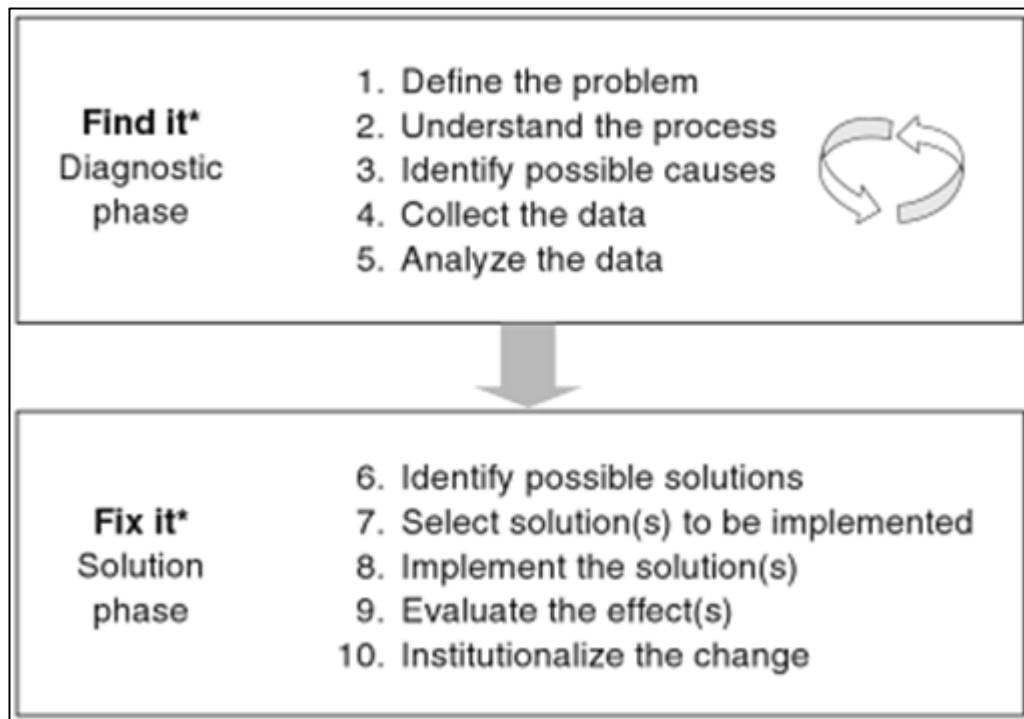 Find it*
Diagnostic
phase
1. Define the problem
2. Understand the process
3. Identify possible causes
4. Collect the data
5. Analyze the data
Fix it*
Solution
phase
6. Identify possible solutions
7. Select solution(s) to be implemented
8. Implement the solution(s)
9. Evaluate the effect(s)
10. Institutionalize the change